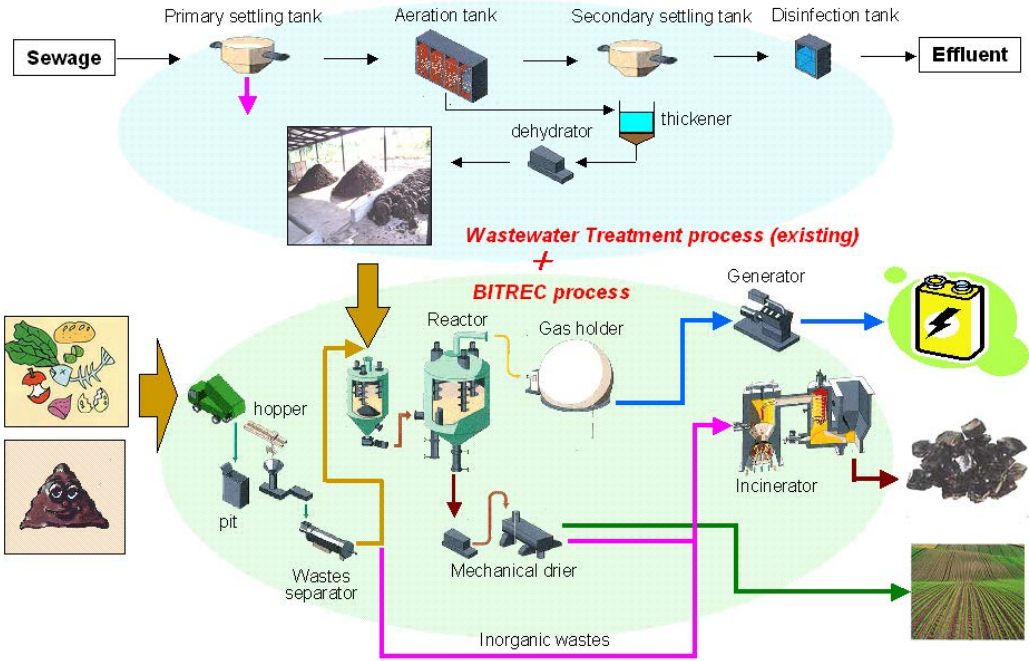 Primary settling tank
Aeration tank
Secondary settling tank
Disinfection tank
Sewage
Effluent
thickener
dehydrator
Wastewater Treatment process (existing)
+
BITREC process
Generator
Reactor
Gas holder
hopper
pit
Incinerator
Wastes
separator
Mechanical drier
Inorganic wastes